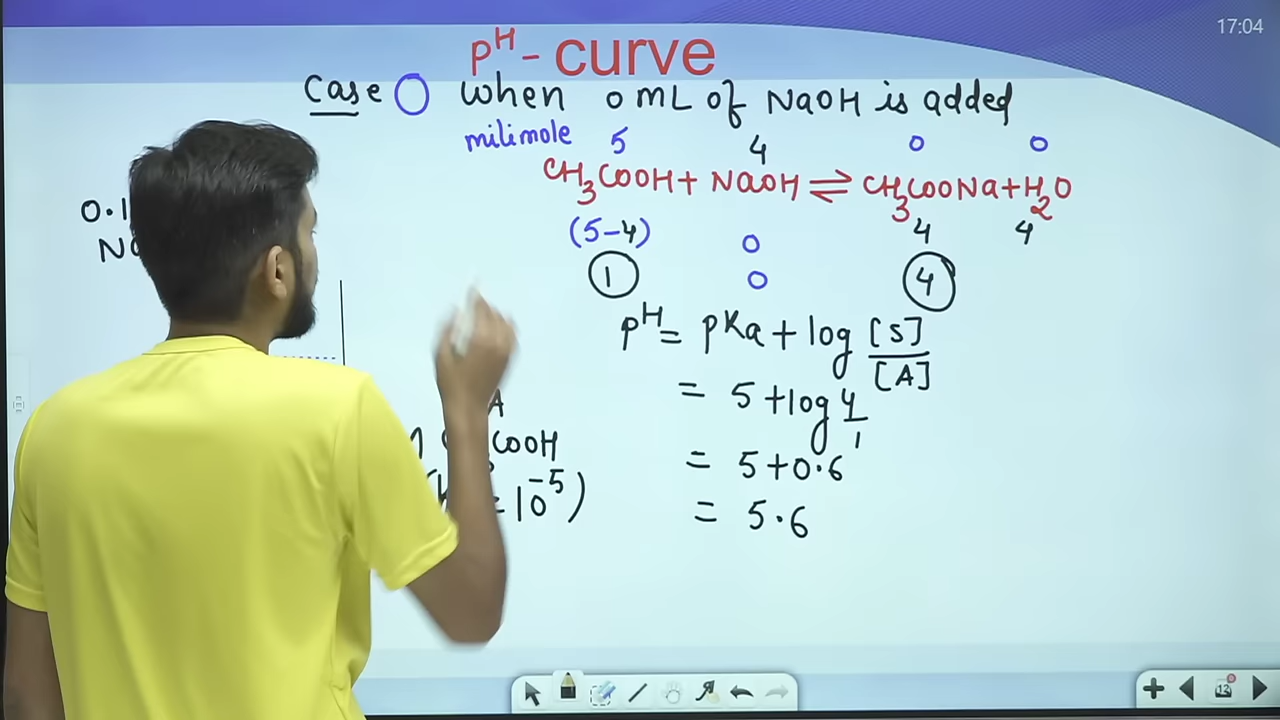 17:04
pH - curve
Case when 0 mL of NaOH is added
milimole 5 4 0 0
CH3COOH + NaOH ⇌ CH3COONa + H2O
(5-4) 0 4 4
1 0 4
0.1
pH = pKa + log [S]/[A]
= 5 + log 4/1
= 5 + 0.6
= 5.6
COOH
= 10^-5)
12